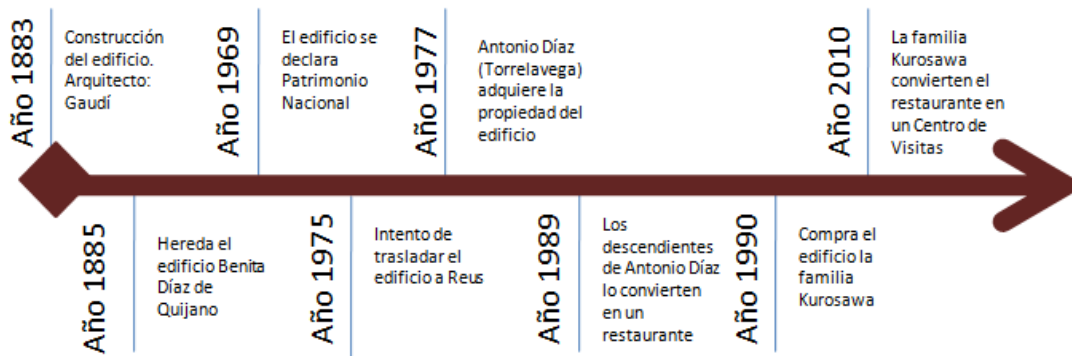 Año 1883
Construcción
del edificio.
Arquitecto:
Gaudí
Año 1885
Hereda el
edificio Benita
Díaz de
Quijano
Año 1969
El edificio se
declara
Patrimonio
Nacional
Año 1975
Intento de
trasladar el
edificio a Reus
Año 1977
Antonio Díaz
(Torrelavega)
adquiere la
propiedad del
edificio
Año 1989
Los
descendientes
de Antonio Díaz
lo convierten
en un
restaurante
Año 1990
Compra el
edificio la
familia
Kurosawa
Año 2010
La familia
Kurosawa
convierten el
restaurante en
un Centro de
Visitas